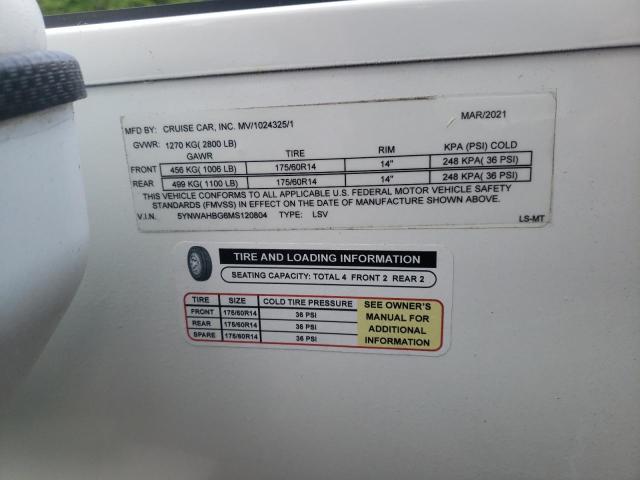 MAR/2021
MFD BY: CRUISE CAR, INC. MV/1024325/1
GVWR: 1270 KG( 2800 LB)
GAWR TIRE RIM KPA (PSI) COLD
FRONT 456 KG( 1006 LB) 175/60R14 14" 248 KPA( 36 PSI)
REAR 499 KG( 1100 LB) 175/60R14 14" 248 KPA( 36 PSI)
THIS VEHICLE CONFORMS TO ALL APPLICABLE U.S. FEDERAL MOTOR VEHICLE SAFETY
STANDARDS (FMVSS) IN EFFECT ON THE DATE OF MANUFACTURE SHOWN ABOVE.
V.I.N. 5YNWAHBG6MS120804 TYPE: LSV LS-MT
TIRE AND LOADING INFORMATION
SEATING CAPACITY: TOTAL 4 FRONT 2 REAR 2
TIRE SIZE COLD TIRE PRESSURE
FRONT 175/60R14 36 PSI
REAR 175/60R14 36 PSI
SPARE 175/60R14 36 PSI
SEE OWNER'S
MANUAL FOR
ADDITIONAL
INFORMATION